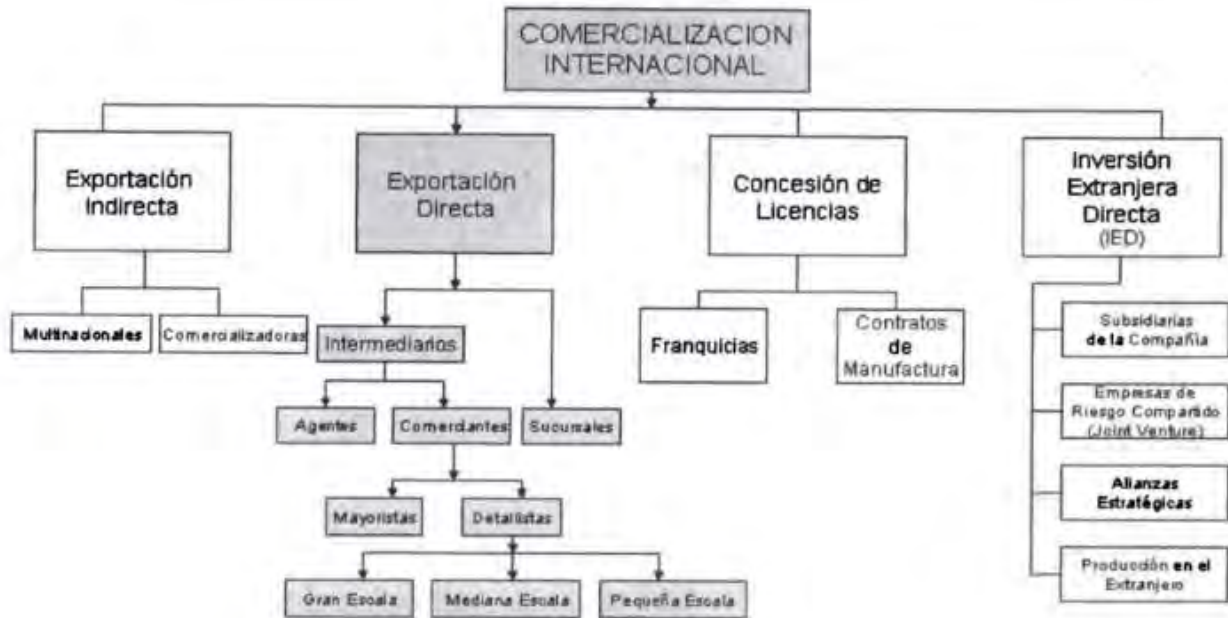 COMERCIALIZACION
INTERNACIONAL
Exportación
Indirecta
Exportación
Directa
Concesión de
Licencias
Inversión
Extranjera
Directa
(IED)
Multinacionales
Comercializadoras
Intermediarios
Franquicias
Contratos
de
Manufactura
Subsidiarias
de la Compañia
Agentes
Comerciantes
Sucursales
Empresas de
Riesgo Compartido
(Joint Venture)
Mayoristas
Detallistas
Alianzas
Estratégicas
Gran Escala
Mediana Escala
Pequeña Escala
Producción en el
Extranjero